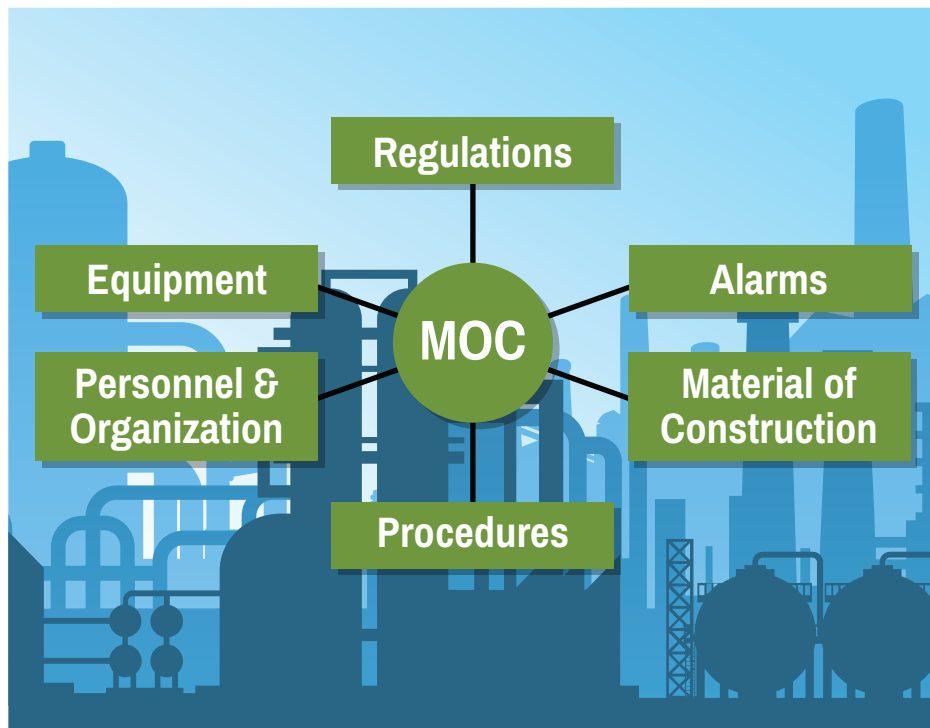 Regulations
Equipment
Alarms
MOC
Personnel &
Organization
Material of
Construction
Procedures